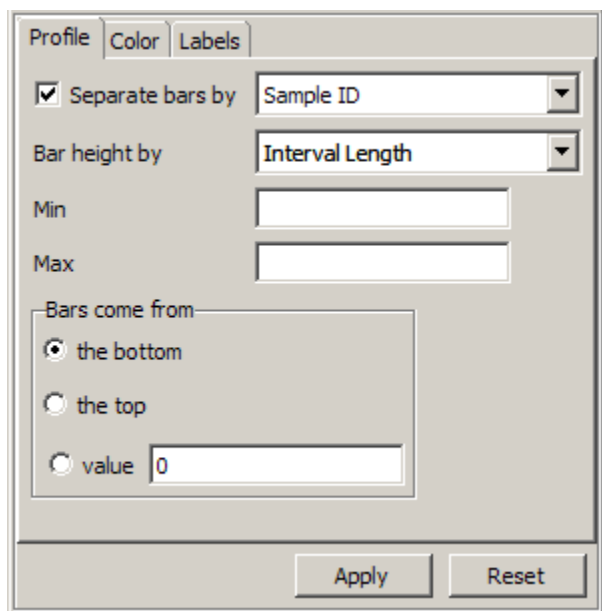 Profile Color Labels
Separate bars by Sample ID
Bar height by Interval Length
Min
Max
Bars come from
the bottom
the top
value 0
Apply Reset